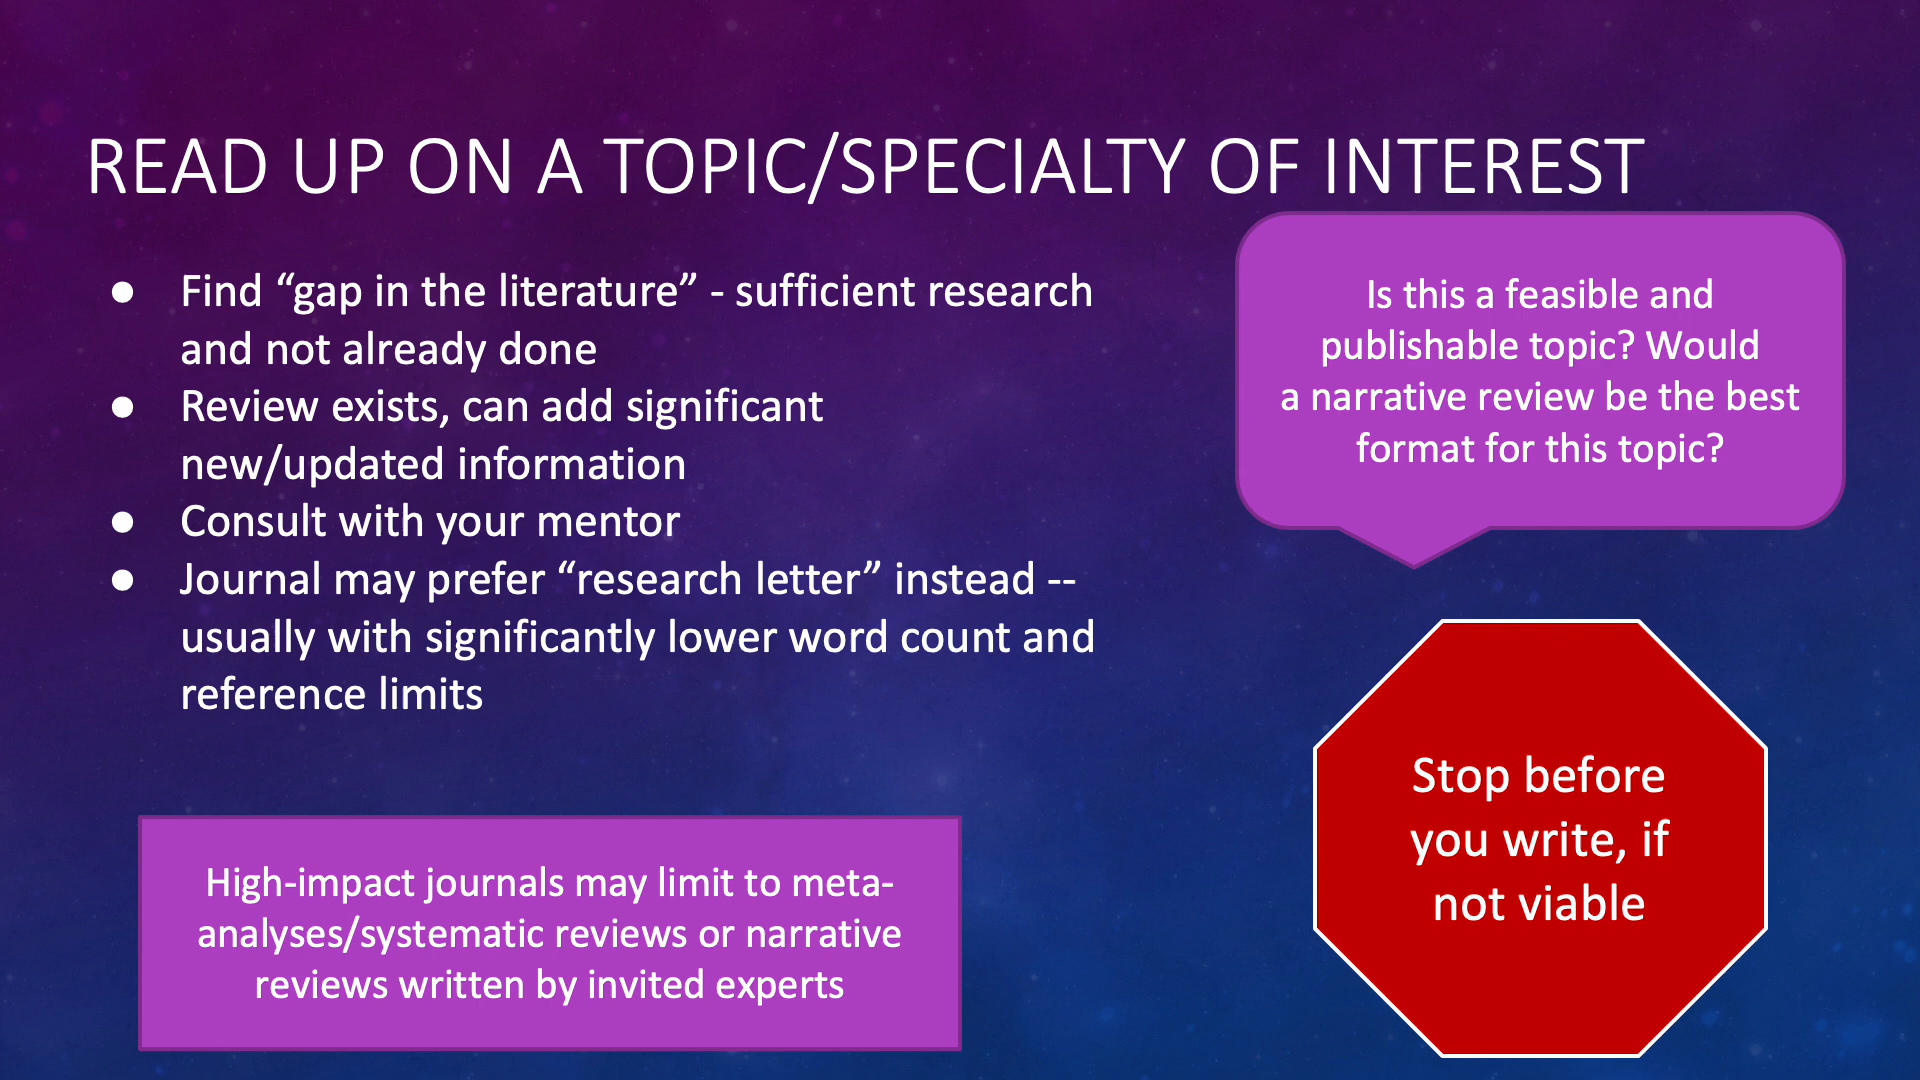 READ UP ON A TOPIC/SPECIALTY OF INTEREST
● Find “gap in the literature” - sufficient research
and not already done
● Review exists, can add significant
new/updated information
● Consult with your mentor
● Journal may prefer “research letter” instead --
usually with significantly lower word count and
reference limits
Is this a feasible and
publishable topic? Would
a narrative review be the best
format for this topic?
High-impact journals may limit to meta-
analyses/systematic reviews or narrative
reviews written by invited experts
Stop before
you write, if
not viable